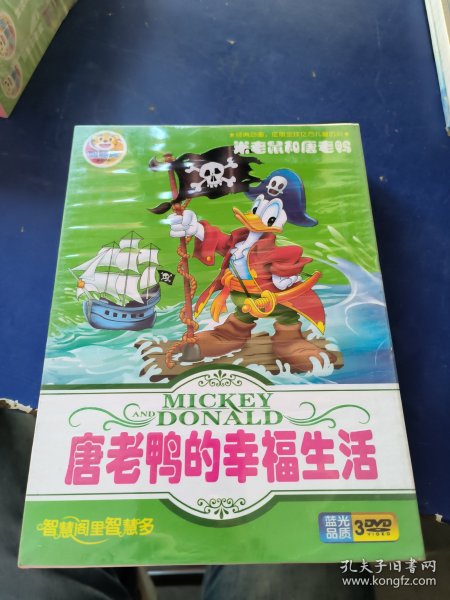 米老鼠和唐老鸭
MICKEY
AND DONALD
唐老鸭的幸福生活
智慧阁里智慧多
蓝光
品质
3DVD
VIDEO
孔夫子旧书网
www.kongfz.com